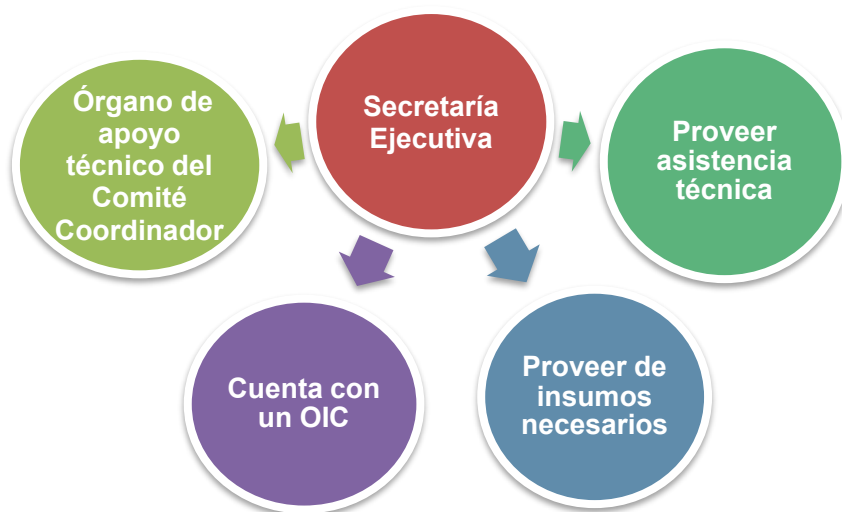 Secretaría
Ejecutiva
Órgano de
apoyo
técnico del
Comité
Coordinador
Proveer
asistencia
técnica
Cuenta con
un OIC
Proveer de
insumos
necesarios